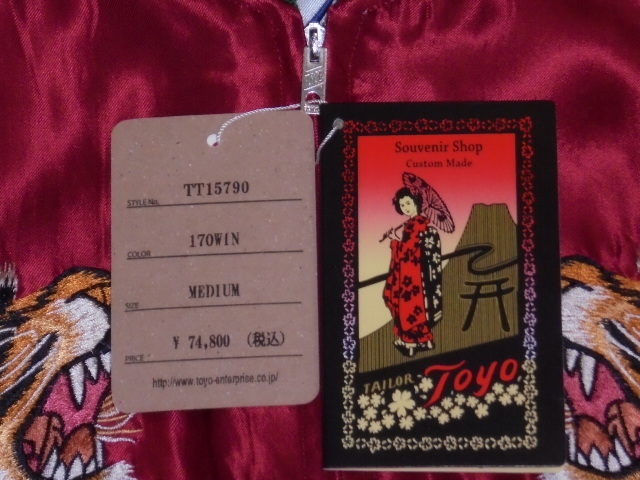 TOYO
STYLE No. TT15790
COLOR 170WIN
SIZE MEDIUM
PRICE ¥ 74,800 (税込)
http://www.toyo-enterprise.co.jp/
Souvenir Shop
Custom Made
TAILOR Toyo